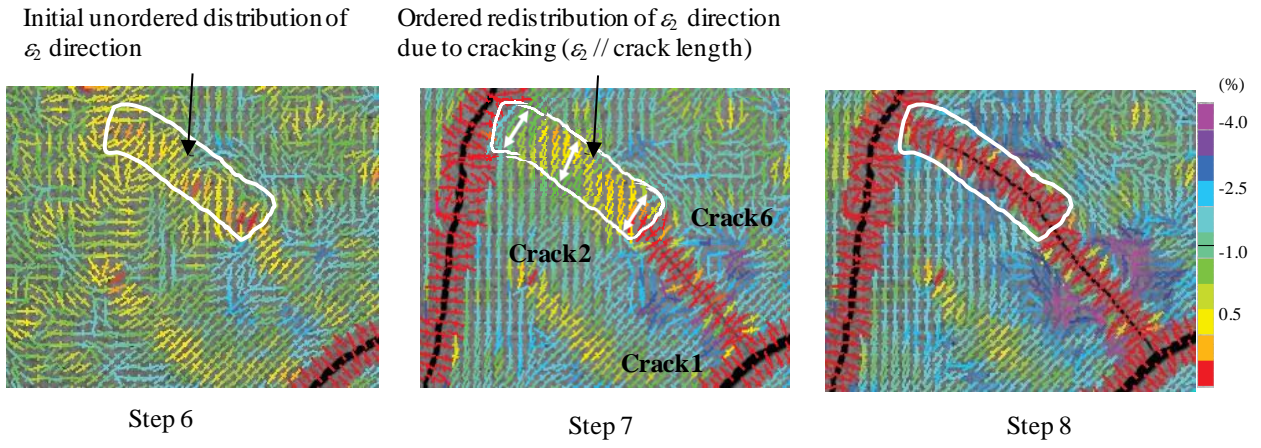 Initial unordered distribution of
ε₂ direction
Ordered redistribution of ε₂ direction
due to cracking (ε₂ // crack length)
(%)
-4.0
-2.5
-1.0
0.5
Crack6
Crack2
Crack1
Step 6
Step 7
Step 8